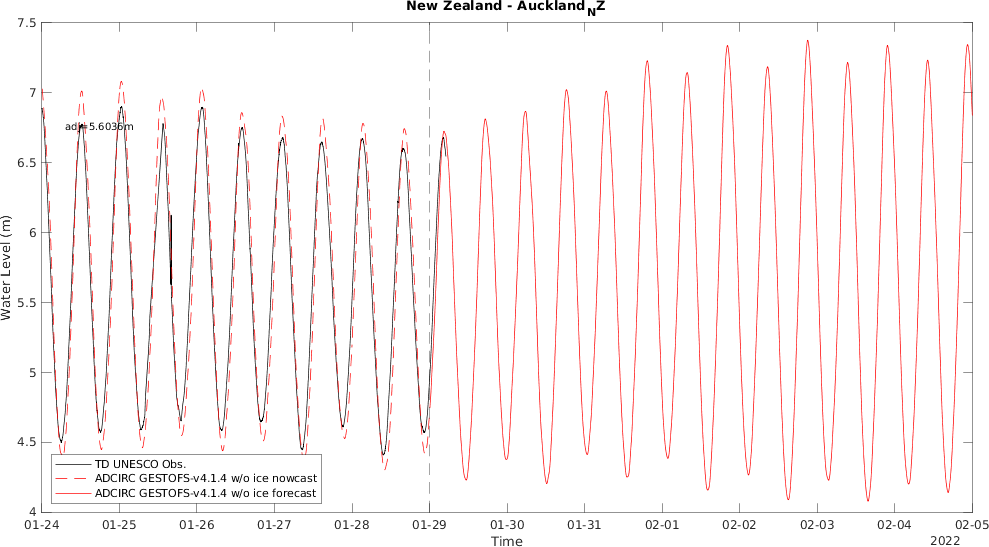 New Zealand - Auckland_NZ
7.5
7
6.5
6
5.5
5
4.5
4
Water Level (m)
adj=5.6036m
TD UNESCO Obs.
ADCIRC GESTOFS-v4.1.4 w/o ice nowcast
ADCIRC GESTOFS-v4.1.4 w/o ice forecast
01-24 01-25 01-26 01-27 01-28 01-29 01-30 01-31 02-01 02-02 02-03 02-04 02-05
Time
2022